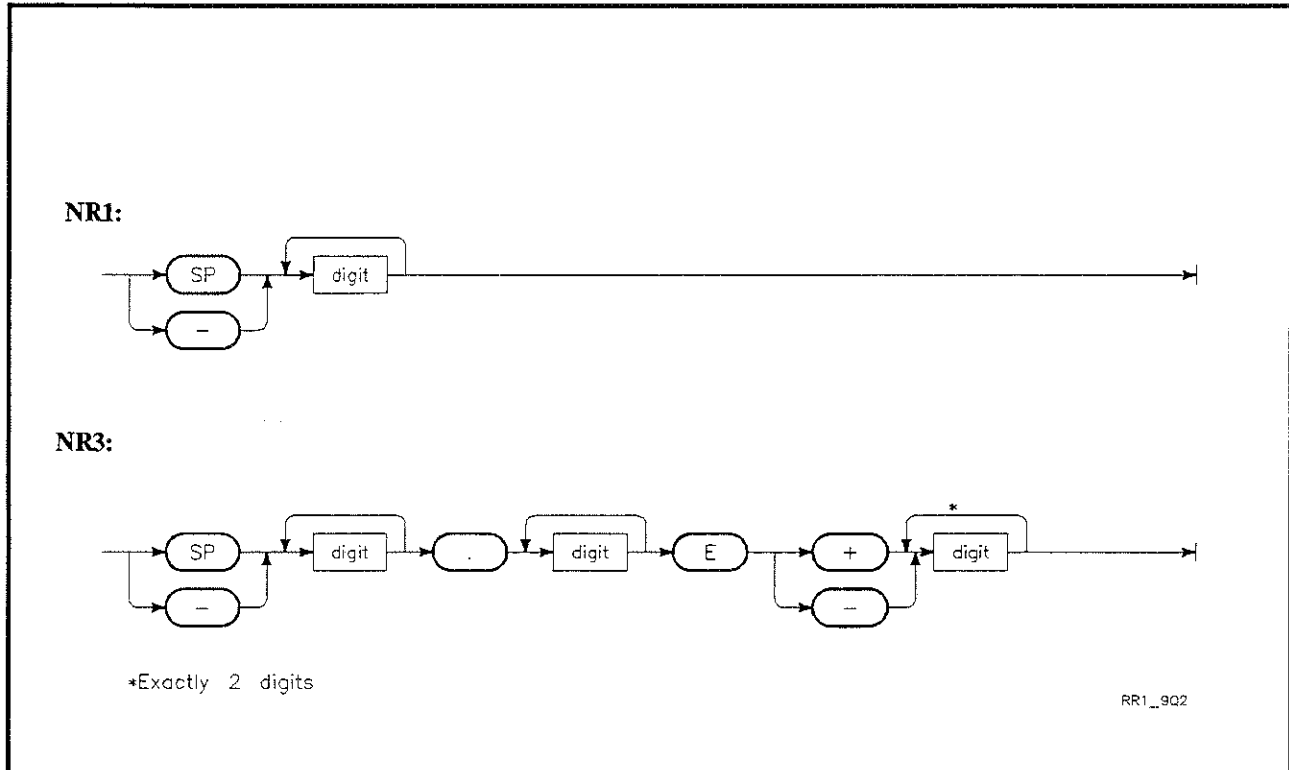 NR1:
SP digit
-
NR3:
*
SP digit . digit E + digit
- -
*Exactly 2 digits
RR1_9Q2